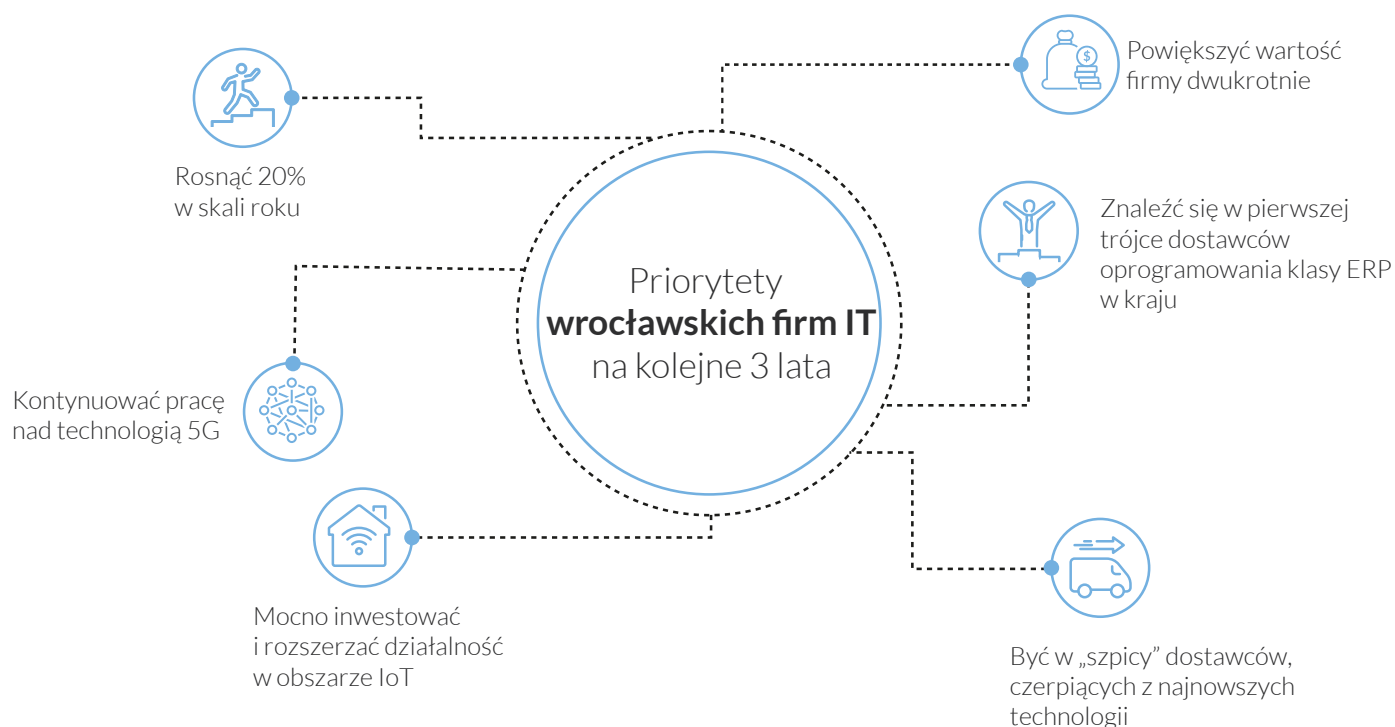 Powiększyć wartość
firmy dwukrotnie
Rosnąć 20%
w skali roku
Znaleźć się w pierwszej
trójce dostawców
oprogramowania klasy ERP
w kraju
Priorytety
wrocławskich firm IT
na kolejne 3 lata
Kontynuować pracę
nad technologią 5G
Mocno inwestować
i rozszerzać działalność
w obszarze IoT
Być w „szpicy” dostawców,
czerpiących z najnowszych
technologii
$